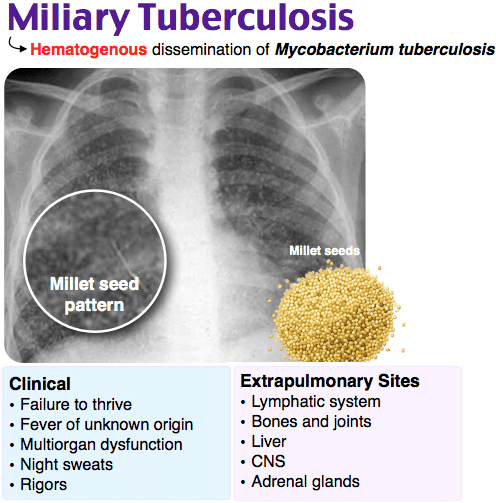 Miliary Tuberculosis
Hematogenous dissemination of Mycobacterium tuberculosis
Millet seeds
Millet seed
pattern
Clinical
• Failure to thrive
• Fever of unknown origin
• Multiorgan dysfunction
• Night sweats
• Rigors
Extrapulmonary Sites
• Lymphatic system
• Bones and joints
• Liver
• CNS
• Adrenal glands